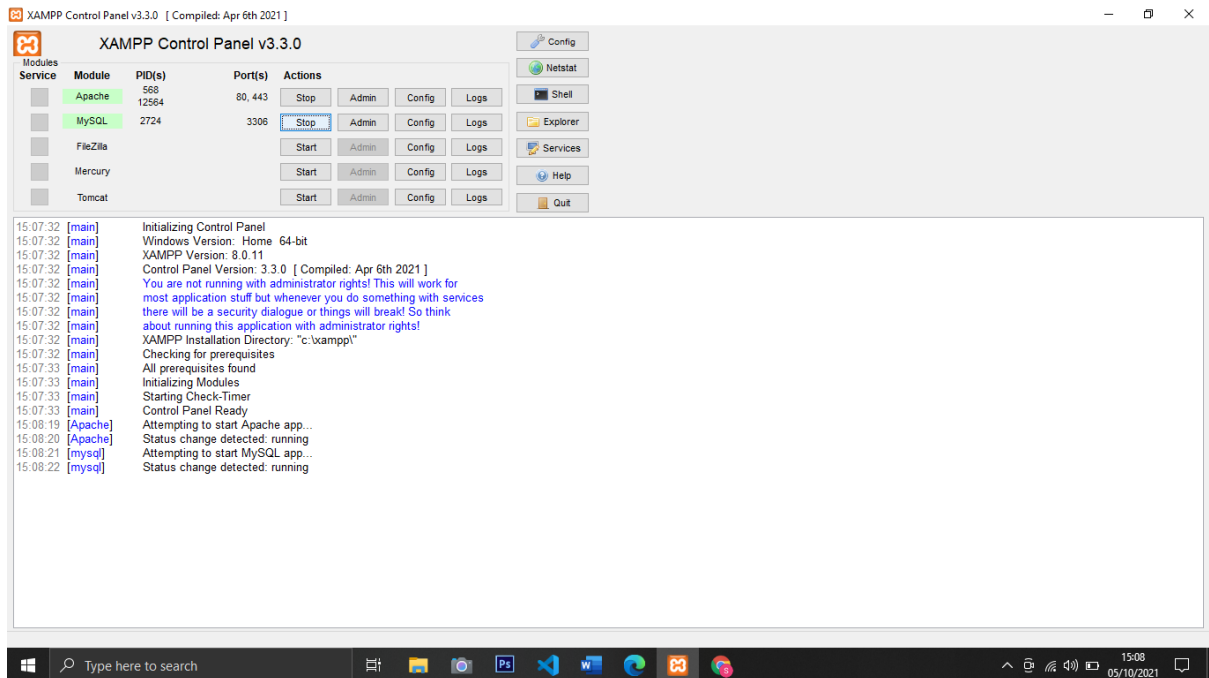 XAMPP Control Panel v3.3.0 [ Compiled: Apr 6th 2021 ]
XAMPP Control Panel v3.3.0
Config
Modules
Service Module PID(s) Port(s) Actions
Netstat
Apache 568 12564 80, 443 Stop Admin Config Logs
Shell
MySQL 2724 3306 Stop Admin Config Logs
Explorer
FileZilla Start Admin Config Logs
Services
Mercury Start Admin Config Logs
Help
Tomcat Start Admin Config Logs
Quit
15:07:32 [main] Initializing Control Panel
15:07:32 [main] Windows Version: Home 64-bit
15:07:32 [main] XAMPP Version: 8.0.11
15:07:32 [main] Control Panel Version: 3.3.0 [ Compiled: Apr 6th 2021 ]
15:07:32 [main] You are not running with administrator rights! This will work for
15:07:32 [main] most application stuff but whenever you do something with services
15:07:32 [main] there will be a security dialogue or things will break! So think
15:07:32 [main] about running this application with administrator rights!
15:07:32 [main] XAMPP Installation Directory: "c:\xampp\"
15:07:32 [main] Checking for prerequisites
15:07:33 [main] All prerequisites found
15:07:33 [main] Initializing Modules
15:07:33 [main] Starting Check-Timer
15:07:33 [main] Control Panel Ready
15:08:19 [Apache] Attempting to start Apache app...
15:08:20 [Apache] Status change detected: running
15:08:21 [mysql] Attempting to start MySQL app...
15:08:22 [mysql] Status change detected: running
Type here to search
Ps
W
S
15:08
05/10/2021